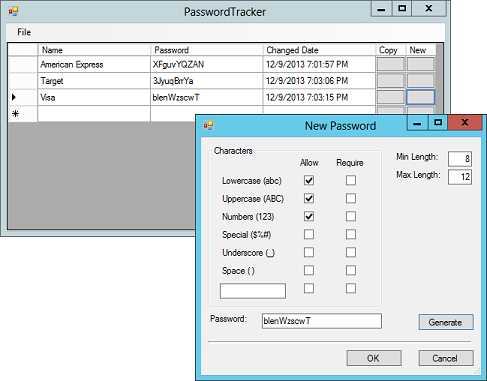 PasswordTracker
File
Name Password Changed Date Copy New
American Express XFguvYQZAN 12/9/2013 7:01:57 PM
Target 3JyuqBrrYa 12/9/2013 7:03:06 PM
Visa blenWzscwT 12/9/2013 7:03:15 PM
New Password
Characters
Allow Require
Min Length: 8
Max Length: 12
Lowercase (abc)
Uppercase (ABC)
Numbers (123)
Special ($%#)
Underscore (_)
Space ( )
Password: blenWzscwT Generate
OK Cancel